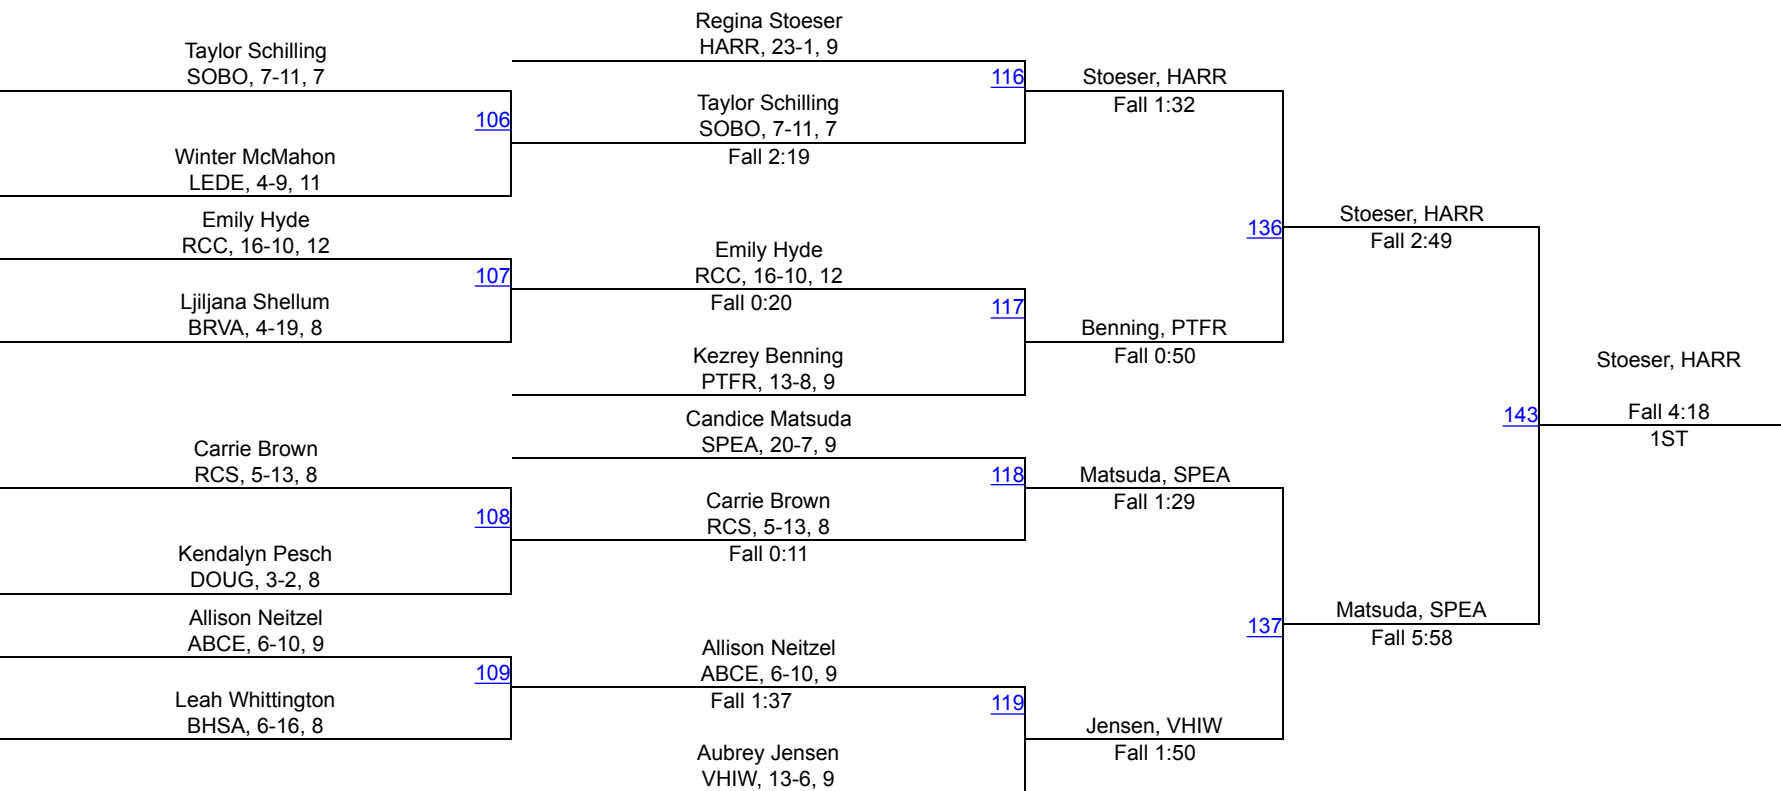 Taylor Schilling
SOBO, 7-11, 7
106
Winter McMahon
LEDE, 4-9, 11
Emily Hyde
RCC, 16-10, 12
107
Ljiljana Shellum
BRVA, 4-19, 8
Carrie Brown
RCS, 5-13, 8
108
Kendalyn Pesch
DOUG, 3-2, 8
Allison Neitzel
ABCE, 6-10, 9
109
Leah Whittington
BHSA, 6-16, 8
Regina Stoeser
HARR, 23-1, 9
116
Taylor Schilling
SOBO, 7-11, 7
Fall 2:19
Emily Hyde
RCC, 16-10, 12
Fall 0:20
117
Kezrey Benning
PTFR, 13-8, 9
Candice Matsuda
SPEA, 20-7, 9
118
Carrie Brown
RCS, 5-13, 8
Fall 0:11
Allison Neitzel
ABCE, 6-10, 9
Fall 1:37
119
Aubrey Jensen
VHIW, 13-6, 9
Stoeser, HARR
Fall 1:32
136
Benning, PTFR
Fall 0:50
Matsuda, SPEA
Fall 1:29
137
Jensen, VHIW
Fall 1:50
Stoeser, HARR
Fall 2:49
143
Matsuda, SPEA
Fall 5:58
Stoeser, HARR
Fall 4:18
1ST